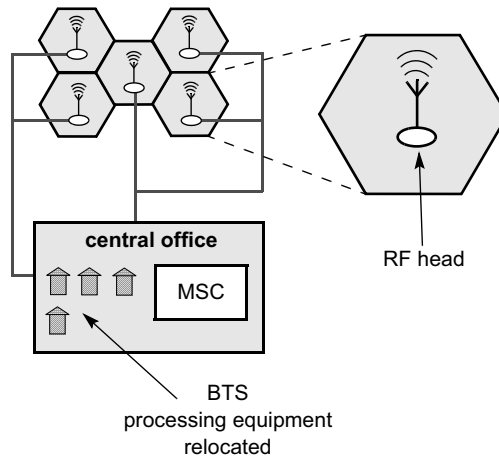 RF head
central office
MSC
BTS
processing equipment
relocated